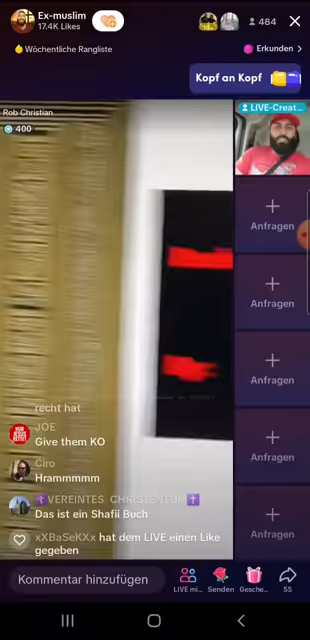 Ex-muslim
17.4K Likes
484
Wöchentliche Rangliste
Erkunden
Kopf an Kopf
Rob Christian
400
LIVE-Creat...
Anfragen
Anfragen
Anfragen
Anfragen
Anfragen
recht hat
JOE
Give them KO
Ciro
Hrammmmm
VEREINTES CHRISTENTUM
Das ist ein Shafii Buch
xXBaSeKXx hat dem LIVE einen Like
gegeben
Kommentar hinzufügen
LIVE mi...
Senden
Gesche...
55